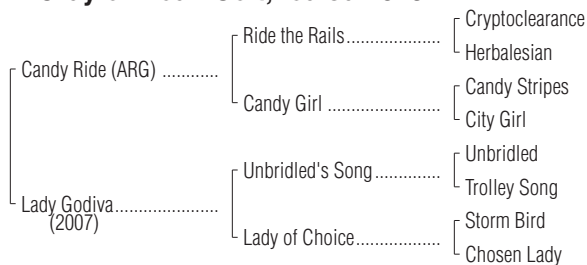 Cryptoclearance
Ride the Rails
Herbalesian
Candy Ride (ARG)
Candy Stripes
Candy Girl
City Girl
Unbridled
Unbridled's Song
Trolley Song
Lady Godiva
(2007)
Storm Bird
Lady of Choice
Chosen Lady